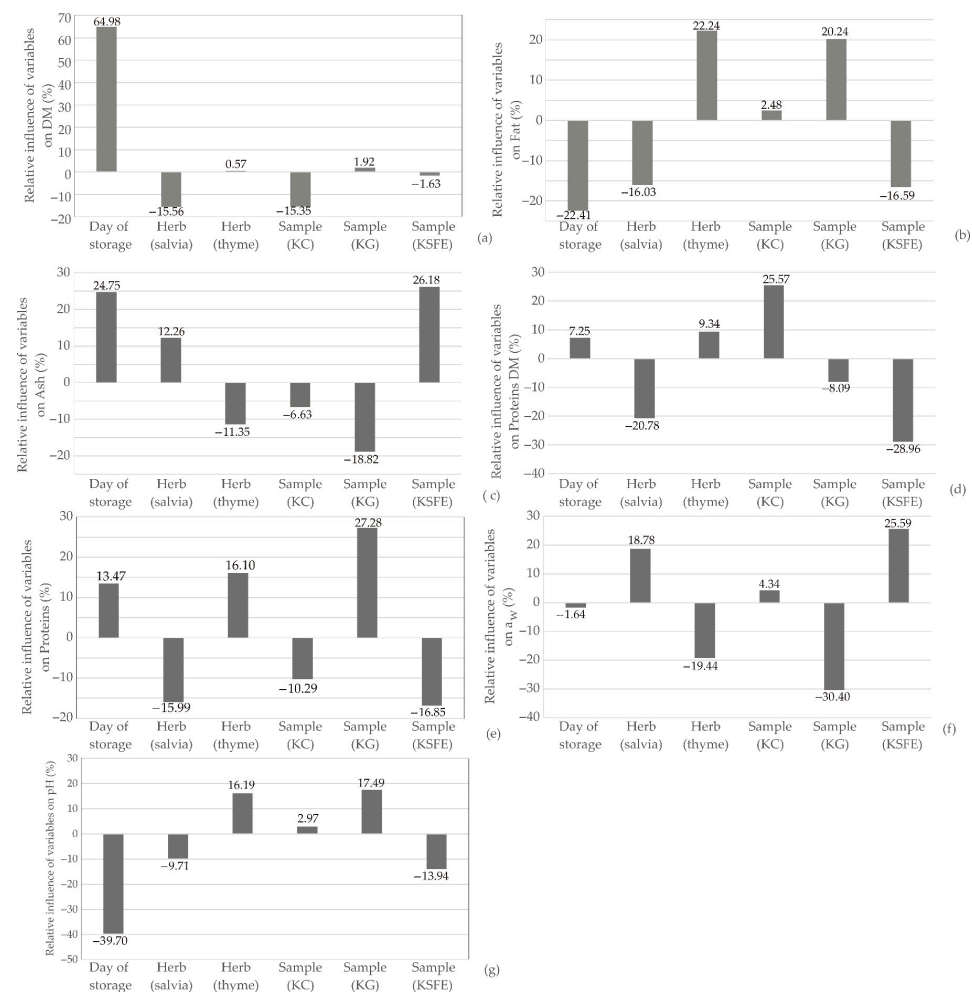 Relative influence of variables
on DM (%)
70
60
50
40
30
20
10
0
−10
−20
64.98
−15.56
0.57
−15.35
1.92
−1.63
Day of
storage
Herb
(salvia)
Herb
(thyme)
Sample
(KC)
Sample
(KG)
Sample
(KSFE)
(a)
Relative influence of variables
on Fat (%)
20
10
0
−10
−20
−22.41
−16.03
22.24
2.48
20.24
−16.59
Day of
storage
Herb
(salvia)
Herb
(thyme)
Sample
(KC)
Sample
(KG)
Sample
(KSFE)
(b)
Relative influence of variables
on Ash (%)
30
20
10
0
−10
−20
24.75
12.26
−11.35
−6.63
−18.82
26.18
Day of
storage
Herb
(salvia)
Herb
(thyme)
Sample
(KC)
Sample
(KG)
Sample
(KSFE)
( c)
Relative influence of variables
on Proteins DM (%)
30
20
10
0
−10
−20
−30
−40
7.25
−20.78
9.34
25.57
−8.09
−28.96
Day of
storage
Herb
(salvia)
Herb
(thyme)
Sample
(KC)
Sample
(KG)
Sample
(KSFE)
(d)
Relative influence of variables
on Proteins (%)
30
20
10
0
−10
−20
13.47
−15.99
16.10
−10.29
27.28
−16.85
Day of
storage
Herb
(salvia)
Herb
(thyme)
Sample
(KC)
Sample
(KG)
Sample
(KSFE)
(e)
Relative influence of variables
on aw (%)
30
20
10
0
−10
−20
−30
−40
−1.64
18.78
−19.44
4.34
−30.40
25.59
Day of
storage
Herb
(salvia)
Herb
(thyme)
Sample
(KC)
Sample
(KG)
Sample
(KSFE)
(f)
Relative influence of variables on pH (%)
30
20
10
0
−10
−20
−30
−40
−50
−39.70
−9.71
16.19
2.97
17.49
−13.94
Day of
storage
Herb
(salvia)
Herb
(thyme)
Sample
(KC)
Sample
(KG)
Sample
(KSFE)
(g)